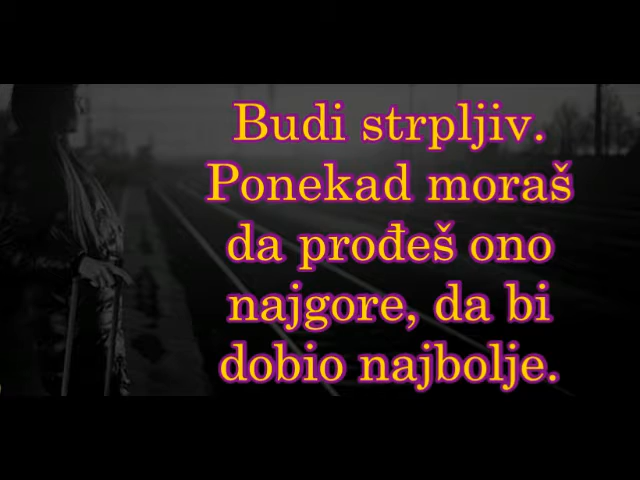 Budi strpljiv.
Ponekad moraš
da prođeš ono
najgore, da bi
dobio najbolje.